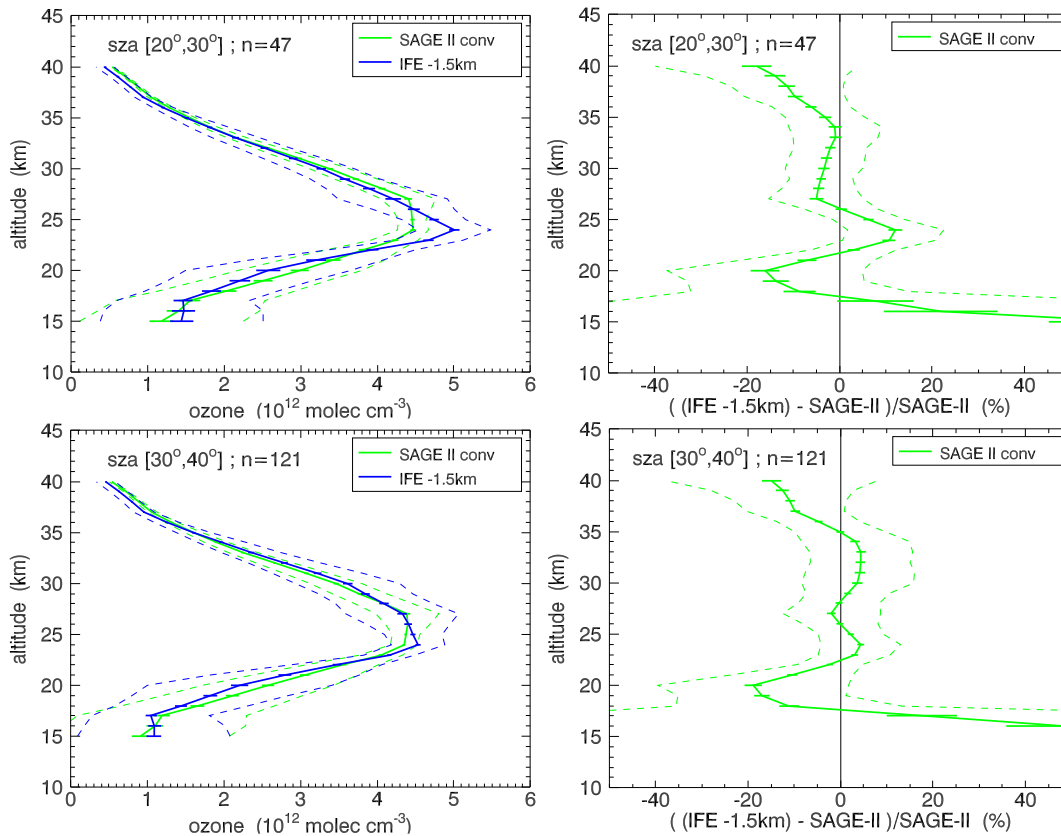 sza [20°,30°] ; n=47
SAGE II conv
IFE -1.5km
altitude (km)
45
40
35
30
25
20
15
10
0 1 2 3 4 5 6
ozone (10¹² molec cm⁻³)
sza [20°,30°] ; n=47
SAGE II conv
altitude (km)
45
40
35
30
25
20
15
10
-40 -20 0 20 40
( (IFE -1.5km) - SAGE-II )/SAGE-II (%)
sza [30°,40°] ; n=121
SAGE II conv
IFE -1.5km
altitude (km)
45
40
35
30
25
20
15
10
0 1 2 3 4 5 6
ozone (10¹² molec cm⁻³)
sza [30°,40°] ; n=121
SAGE II conv
altitude (km)
45
40
35
30
25
20
15
10
-40 -20 0 20 40
( (IFE -1.5km) - SAGE-II )/SAGE-II (%)